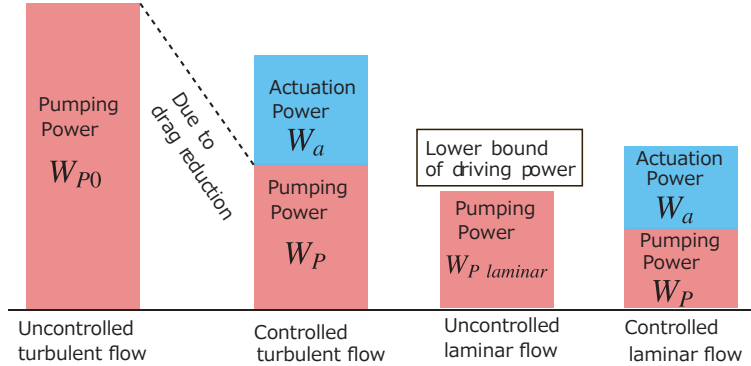 Pumping
Power
W_{P0}
Due to
drag reduction
Actuation
Power
W_a
Pumping
Power
W_P
Lower bound
of driving power
Pumping
Power
W_{P laminar}
Actuation
Power
W_a
Pumping
Power
W_P
Uncontrolled
turbulent flow
Controlled
turbulent flow
Uncontrolled
laminar flow
Controlled
laminar flow